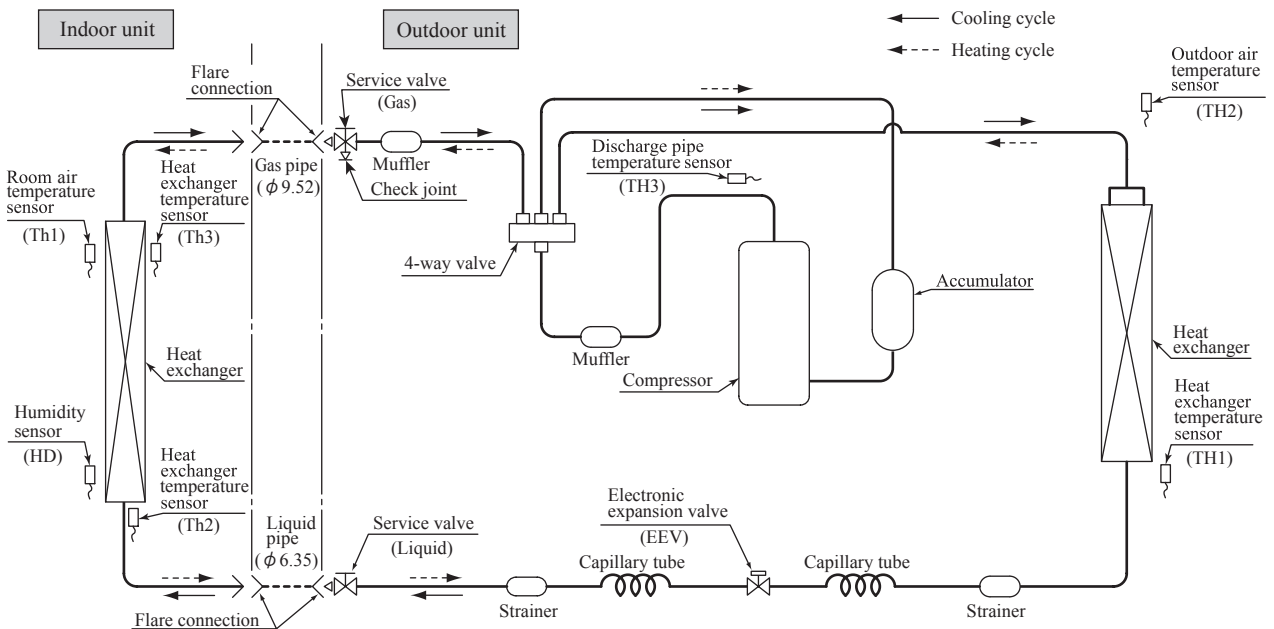 Indoor unit
Outdoor unit
Cooling cycle
Heating cycle
Flare
connection
Service valve
(Gas)
Outdoor air
temperature
sensor
(TH2)
Room air
temperature
sensor
(Th1)
Heat
exchanger
temperature
sensor
(Th3)
Gas pipe
(ϕ9.52)
Muffler
Check joint
Discharge pipe
temperature sensor
(TH3)
4-way valve
Accumulator
Muffler
Compressor
Heat
exchanger
Heat
exchanger
Humidity
sensor
(HD)
Heat
exchanger
temperature
sensor
(TH1)
Heat
exchanger
temperature
sensor
(Th2)
Liquid
pipe
(ϕ6.35)
Service valve
(Liquid)
Electronic
expansion valve
(EEV)
Capillary tube
Capillary tube
Strainer
Strainer
Flare connection